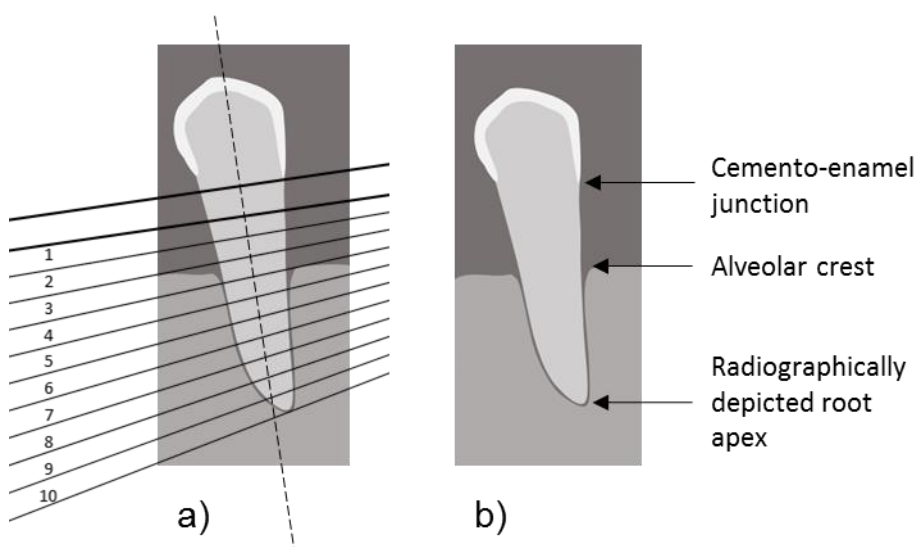 1
2
3
4
5
6
7
8
9
10
a)
b)
Cemento-enamel
junction
Alveolar crest
Radiographically
depicted root
apex